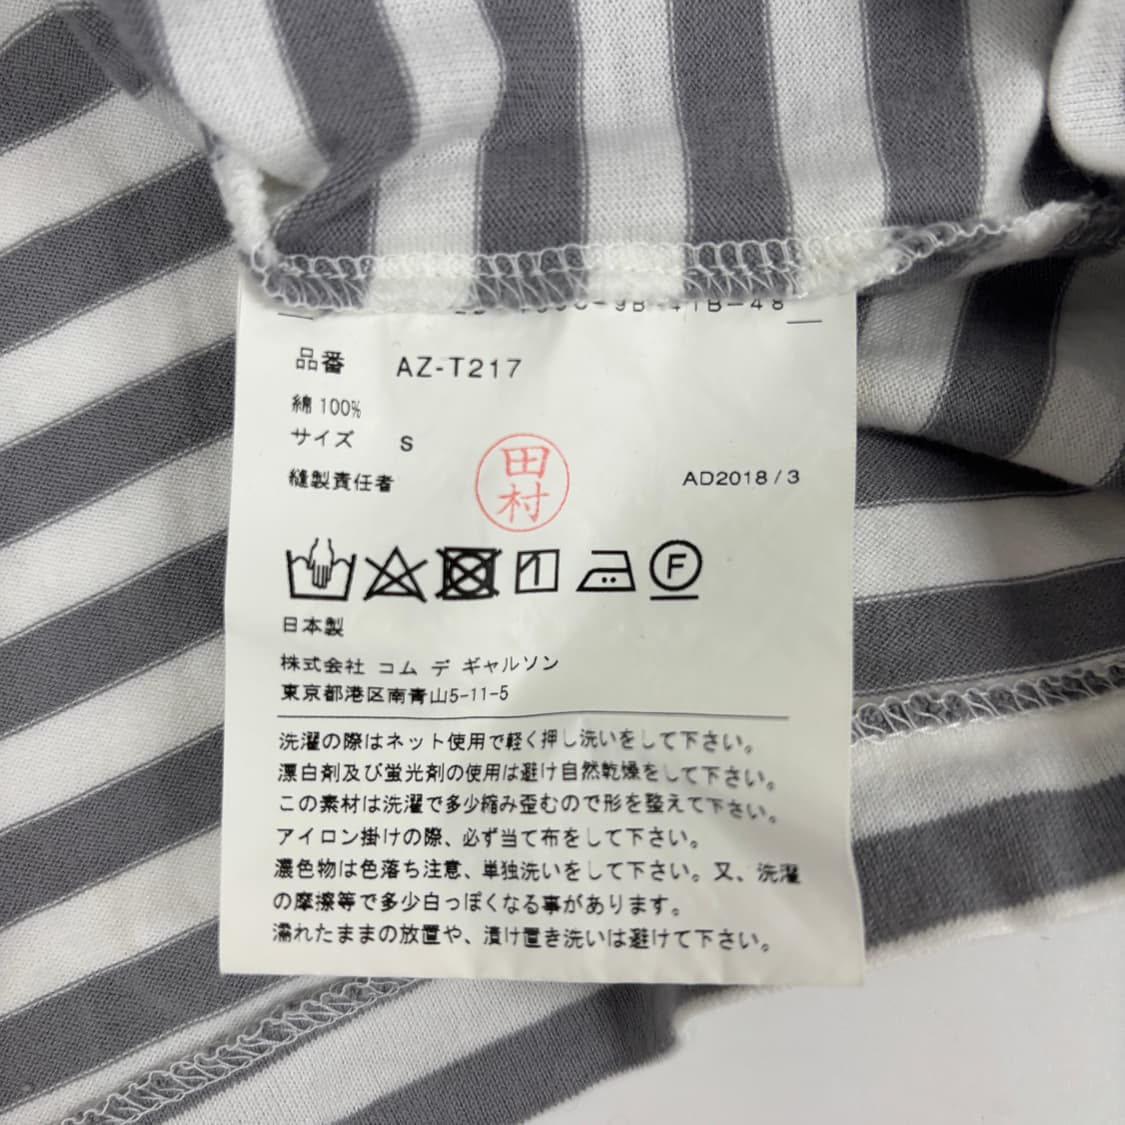 9B-41B-48
品番 AZ-T217
綿 100%
サイズ S
縫製責任者 田村 AD2018/3
F
日本製
株式会社 コム デ ギャルソン
東京都港区南青山5-11-5
洗濯の際はネット使用で軽く押し洗いをして下さい。
漂白剤及び蛍光剤の使用は避け自然乾燥をして下さい。
この素材は洗濯で多少縮み歪むので形を整えて下さい。
アイロン掛けの際、必ず当て布をして下さい。
濃色物は色落ち注意、単独洗いをして下さい。又、洗濯
の摩擦等で多少白っぽくなる事があります。
濡れたままの放置や、漬け置き洗いは避けて下さい。